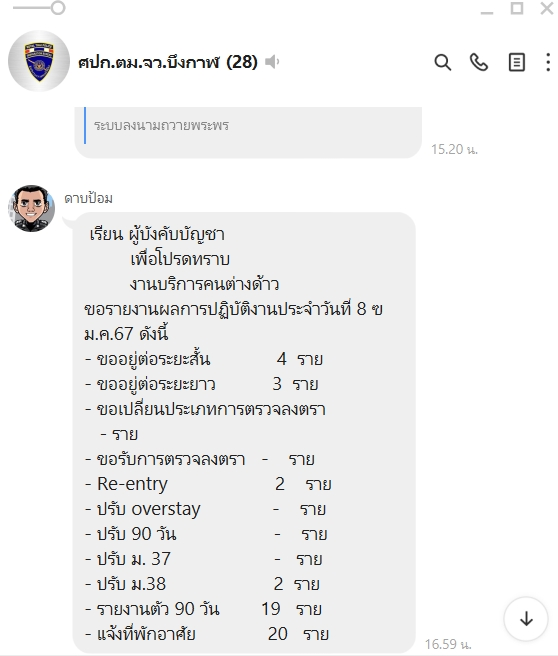 ศปก.ตม.จว.บึงกาฬ (28)
ระบบลงนามถวายพระพร
15.20 น.
ดาบป้อม
เรียน ผู้บังคับบัญชา
เพื่อโปรดทราบ
งานบริการคนต่างด้าว
ขอรายงานผลการปฏิบัติงานประจำวันที่ 8 ข
ม.ค.67 ดังนี้
- ขออยู่ต่อระยะสั้น 4 ราย
- ขออยู่ต่อระยะยาว 3 ราย
- ขอเปลี่ยนประเภทการตรวจลงตรา
- ราย
- ขอรับการตรวจลงตรา - ราย
- Re-entry 2 ราย
- ปรับ overstay - ราย
- ปรับ 90 วัน - ราย
- ปรับ ม. 37 - ราย
- ปรับ ม.38 2 ราย
- รายงานตัว 90 วัน 19 ราย
- แจ้งที่พักอาศัย 20 ราย
16.59 น.